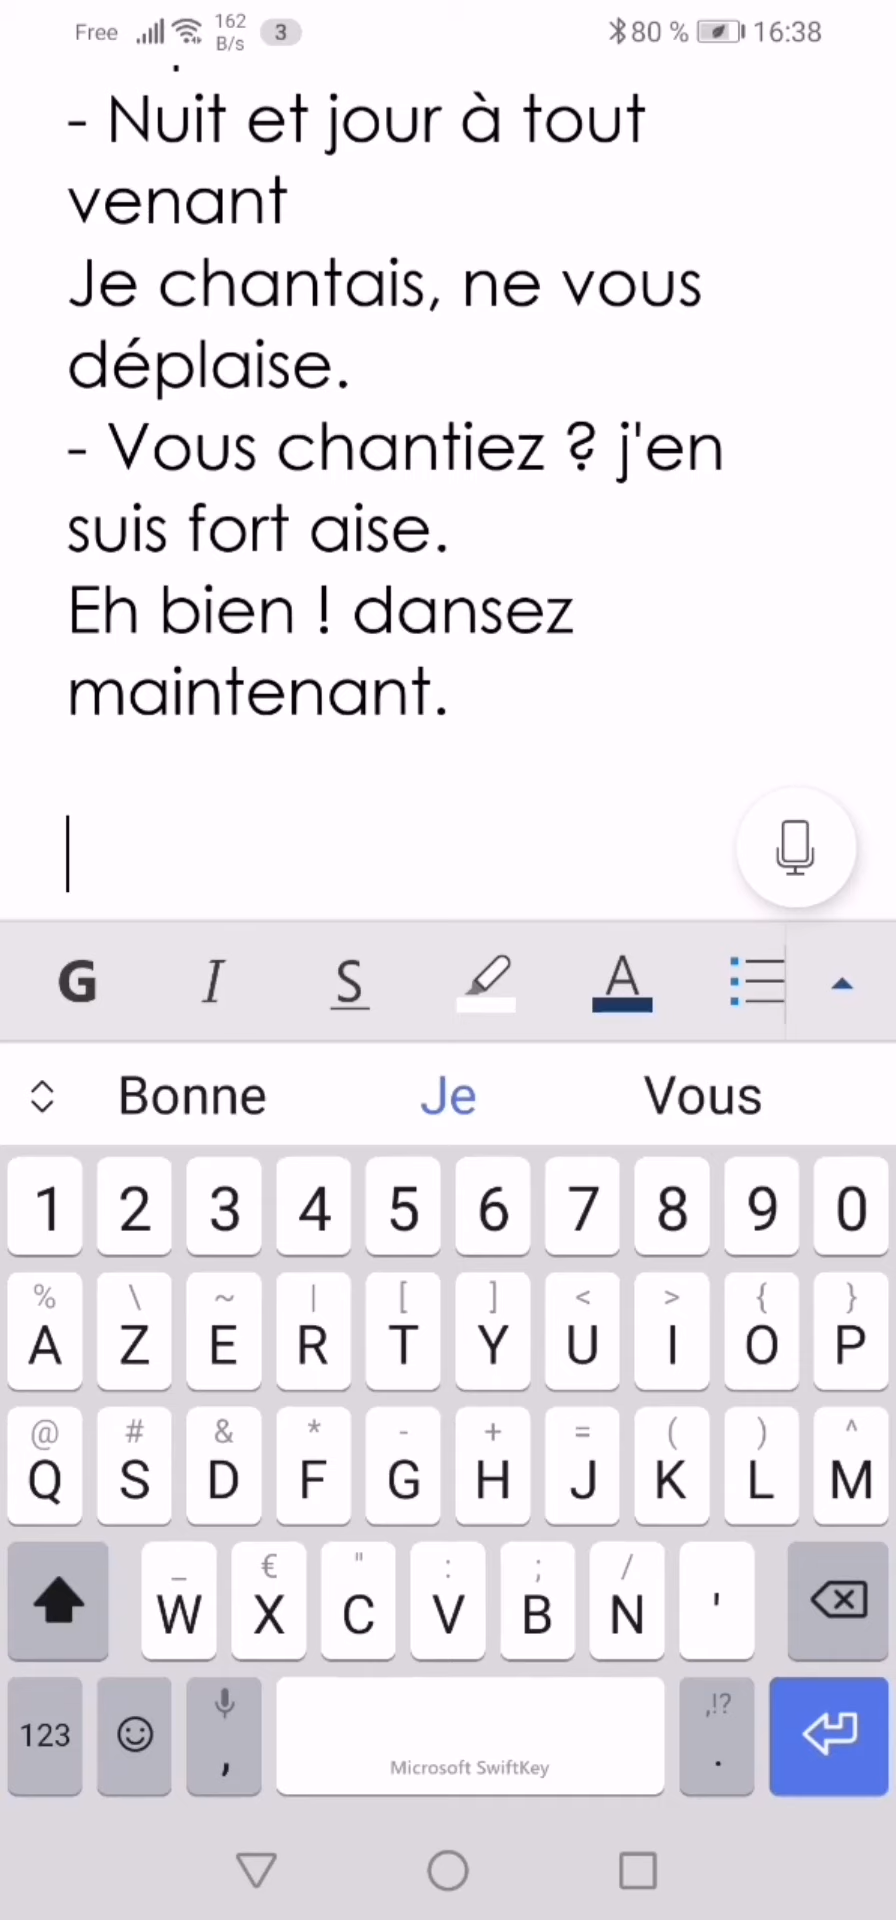 Free 162 B/s 3 80 % 16:38
- Nuit et jour à tout
venant
Je chantais, ne vous
déplaise.
- Vous chantiez ? j'en
suis fort aise.
Eh bien ! dansez
maintenant.
G I S A
Bonne Je Vous
1 2 3 4 5 6 7 8 9 0
% \ ~ | [ ] < > { }
A Z E R T Y U I O P
@ # & * - + = ( ) ^
Q S D F G H J K L M
_ € " : ; /
W X C V B N '
,!?
123 , Microsoft SwiftKey .